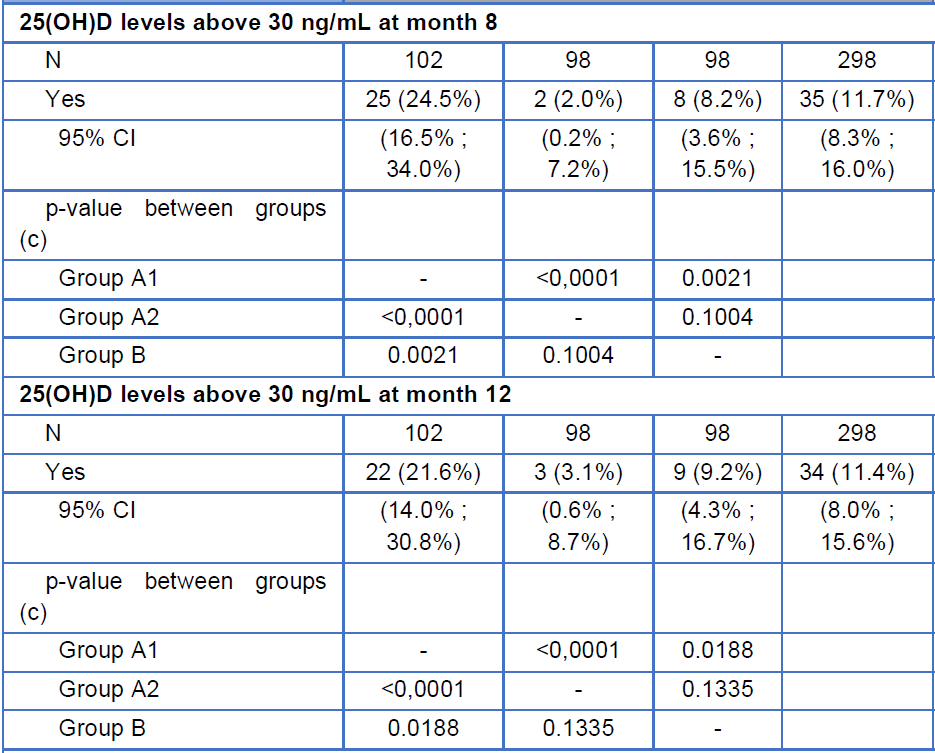 25(OH)D levels above 30 ng/mL at month 8
N 102 98 98 298
Yes 25 (24.5%) 2 (2.0%) 8 (8.2%) 35 (11.7%)
95% CI (16.5% ; 34.0%) (0.2% ; 7.2%) (3.6% ; 15.5%) (8.3% ; 16.0%)
p-value between groups
(c)
Group A1 - <0,0001 0.0021
Group A2 <0,0001 - 0.1004
Group B 0.0021 0.1004 -
25(OH)D levels above 30 ng/mL at month 12
N 102 98 98 298
Yes 22 (21.6%) 3 (3.1%) 9 (9.2%) 34 (11.4%)
95% CI (14.0% ; 30.8%) (0.6% ; 8.7%) (4.3% ; 16.7%) (8.0% ; 15.6%)
p-value between groups
(c)
Group A1 - <0,0001 0.0188
Group A2 <0,0001 - 0.1335
Group B 0.0188 0.1335 -